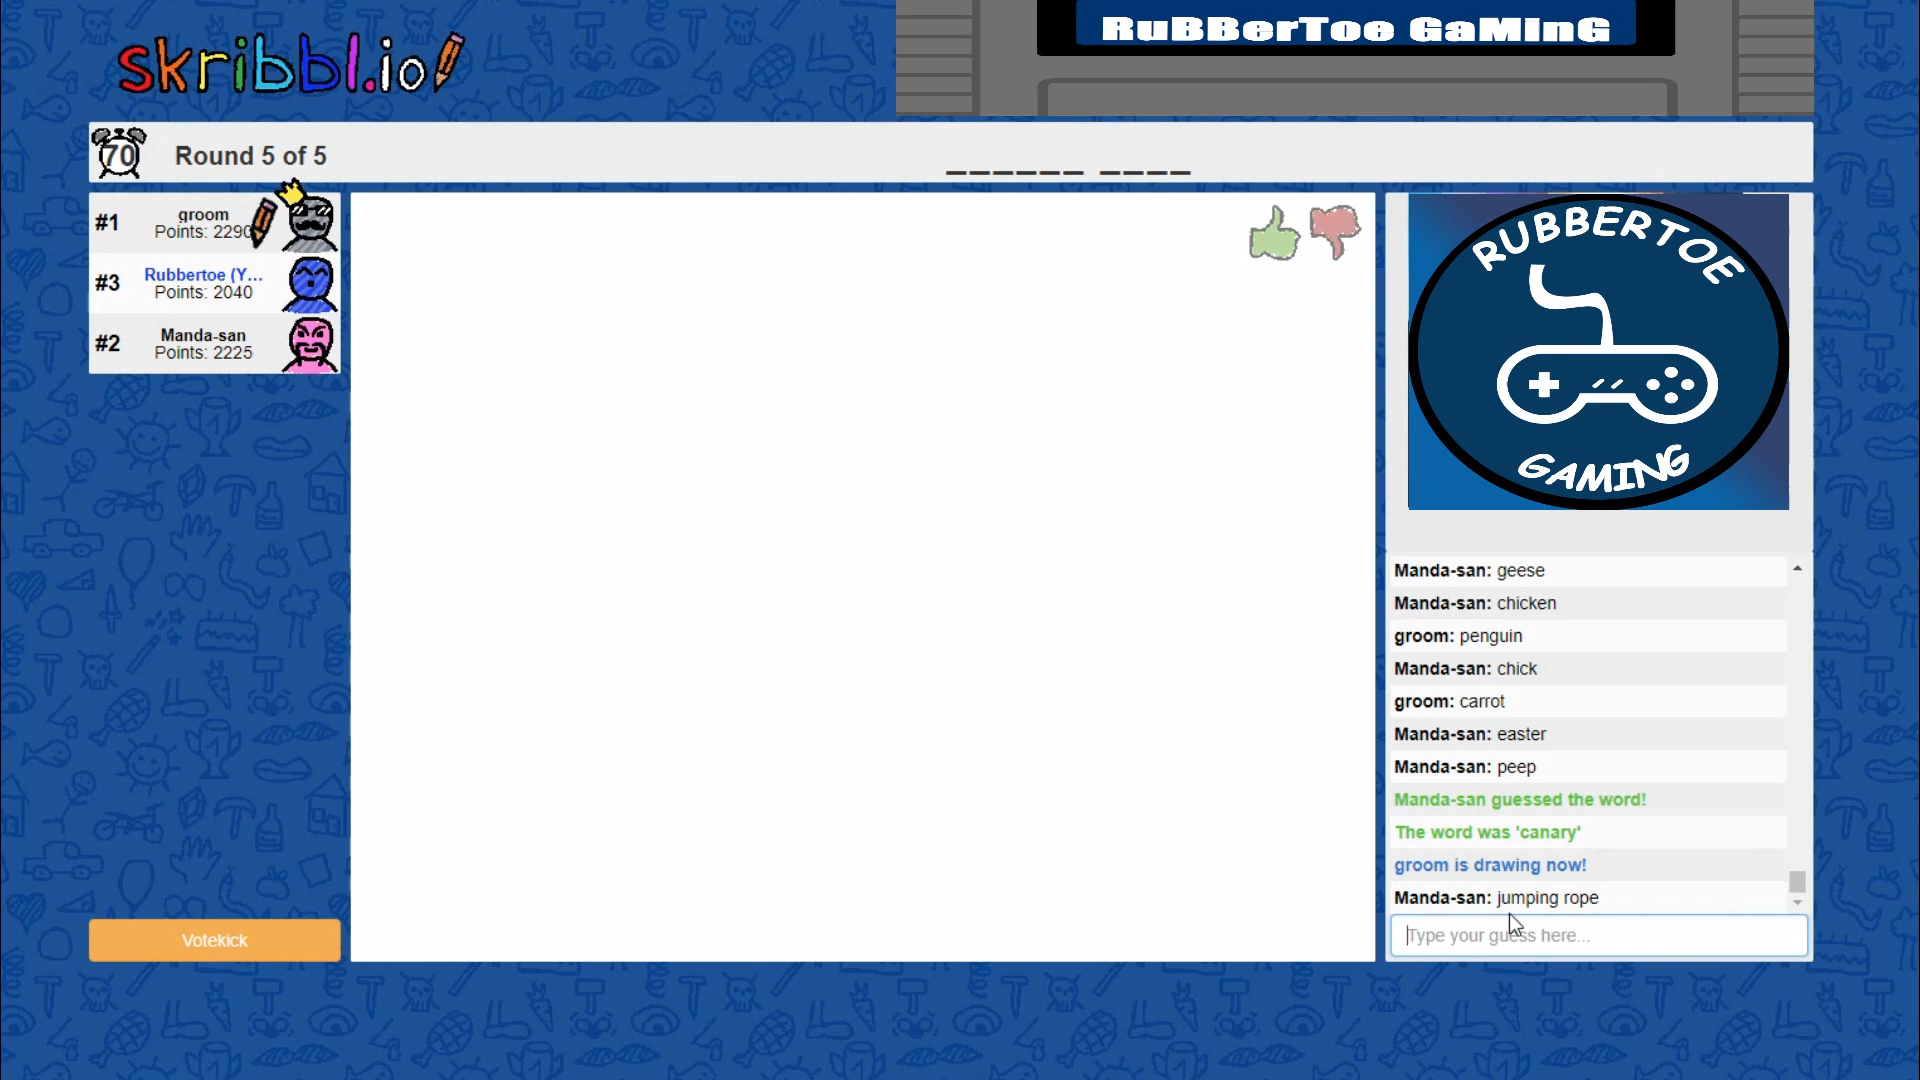 RuBBerToe GaMinG
skribbl.io
70
Round 5 of 5
______ ____
#1
groom
Points: 2290
#3
Rubbertoe (Y...
Points: 2040
#2
Manda-san
Points: 2225
Votekick
RUBBERTOE
GAMING
Manda-san: geese
Manda-san: chicken
groom: penguin
Manda-san: chick
groom: carrot
Manda-san: easter
Manda-san: peep
Manda-san guessed the word!
The word was 'canary'
groom is drawing now!
Manda-san: jumping rope
Type your guess here...